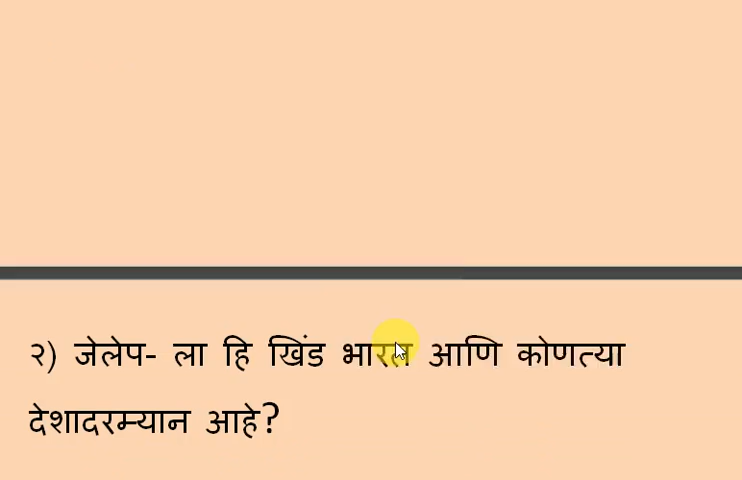 २) जेलेप- ला हि खिंड भारत आणि कोणत्या
देशादरम्यान आहे?